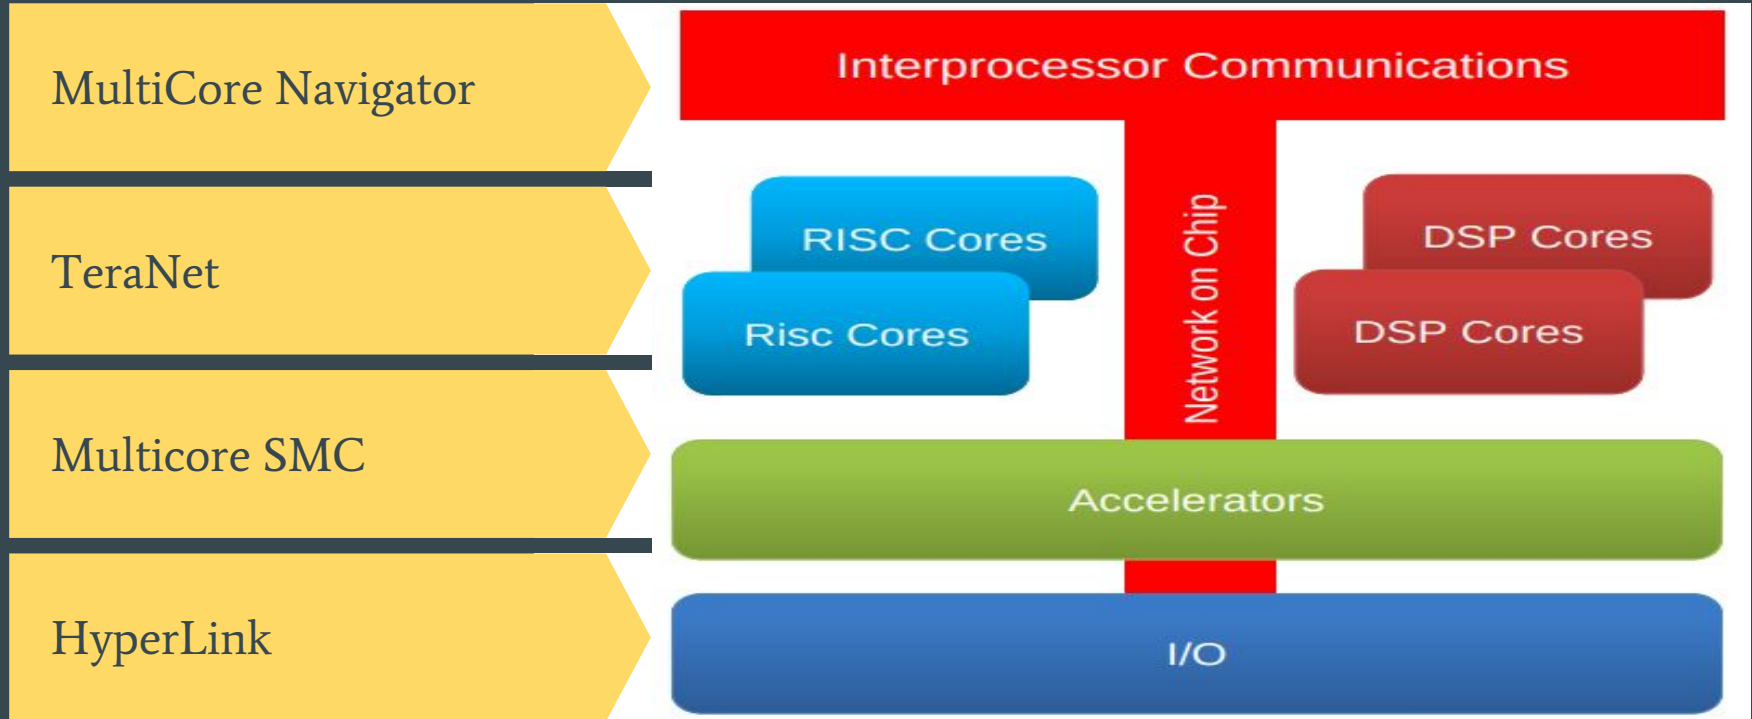 MultiCore Navigator
TeraNet
Multicore SMC
HyperLink
Interprocessor Communications
RISC Cores
Risc Cores
Network on Chip
DSP Cores
DSP Cores
Accelerators
I/O